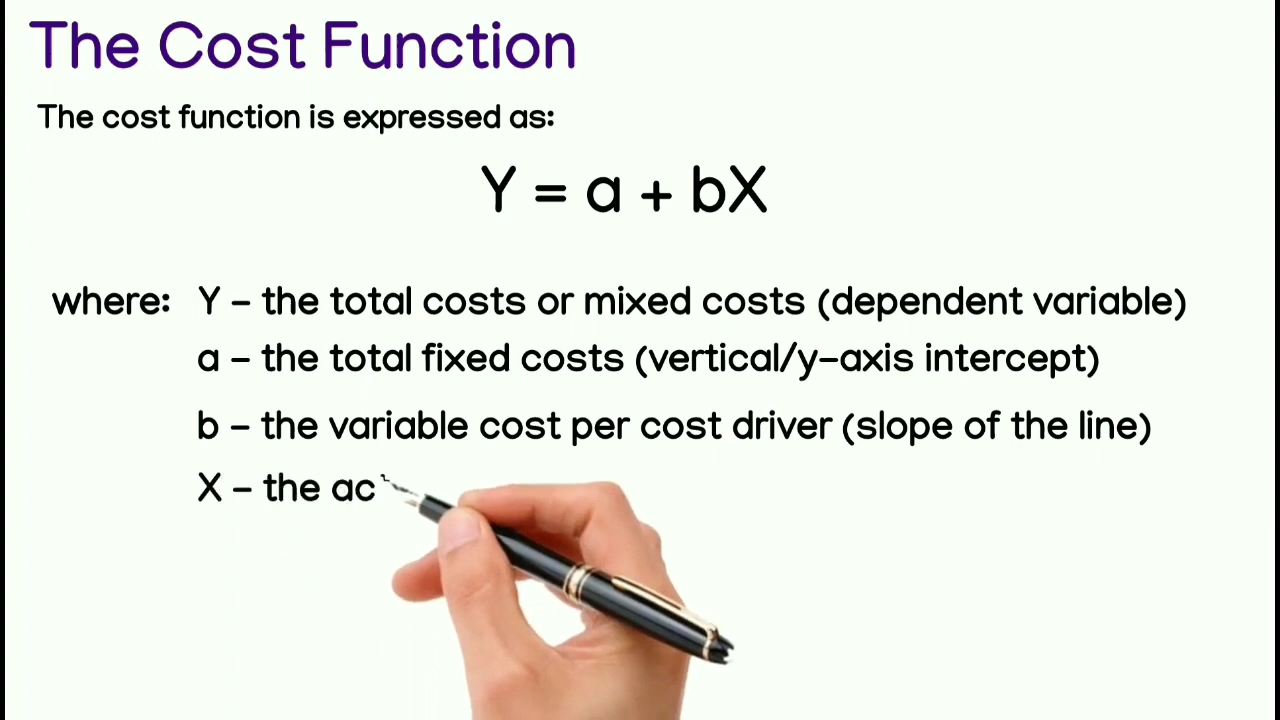 The Cost Function
The cost function is expressed as:
Y = a + bX
where: Y – the total costs or mixed costs (dependent variable)
a – the total fixed costs (vertical/y-axis intercept)
b – the variable cost per cost driver (slope of the line)
X – the ac